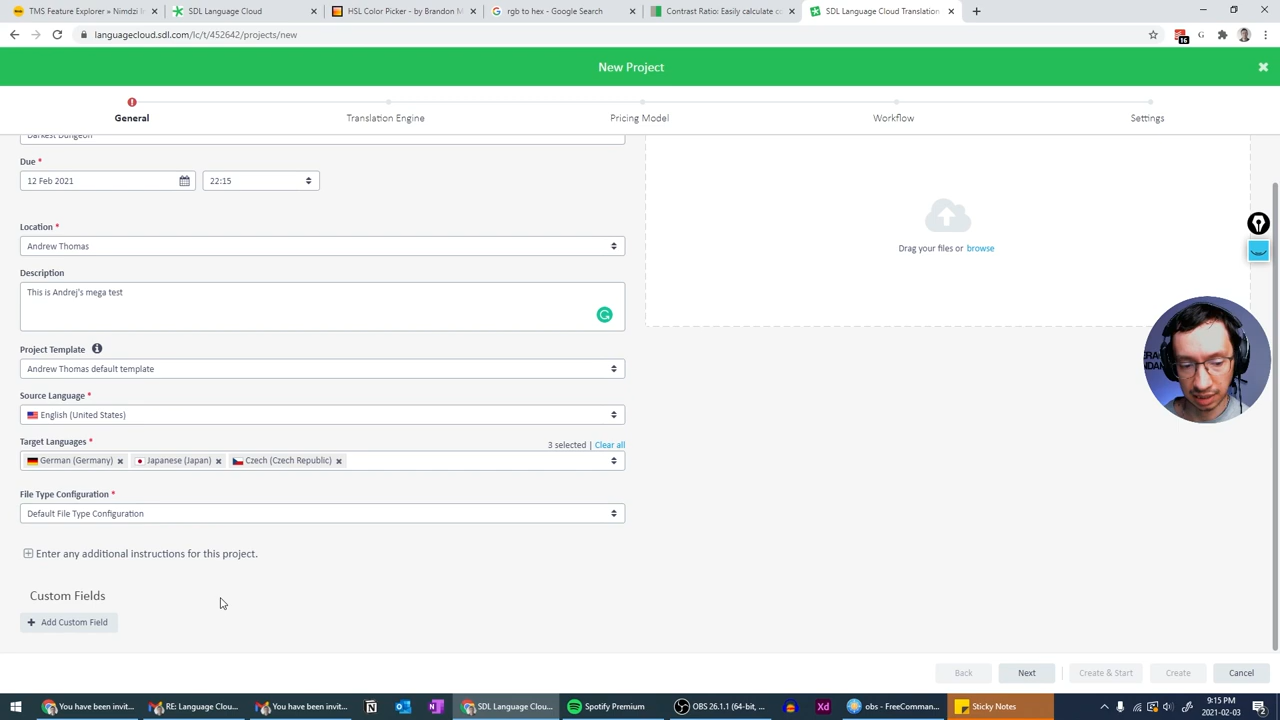 TMS Feature Explorer » Nimdzi In
SDL Language Cloud
HSL Color Picker - by Brandon M
rgb to hex - Google Search
Contrast Ratio: Easily calculate co
SDL Language Cloud Translation
languagecloud.sdl.com/lc/t/452642/projects/new
16
New Project
General
Translation Engine
Pricing Model
Workflow
Settings
Darkest Dungeon
Due *
12 Feb 2021
22:15
Location *
Andrew Thomas
Description
This is Andrej's mega test
Project Template
Andrew Thomas default template
Source Language *
English (United States)
Target Languages *
3 selected | Clear all
German (Germany)
Japanese (Japan)
Czech (Czech Republic)
File Type Configuration *
Default File Type Configuration
Enter any additional instructions for this project.
Custom Fields
+ Add Custom Field
Drag your files or browse
Back
Next
Create & Start
Create
Cancel
You have been invit...
RE: Language Clou...
You have been invit...
SDL Language Clou...
Spotify Premium
OBS 26.1.1 (64-bit, ...
obs - FreeComman...
Sticky Notes
9:15 PM
2021-02-03